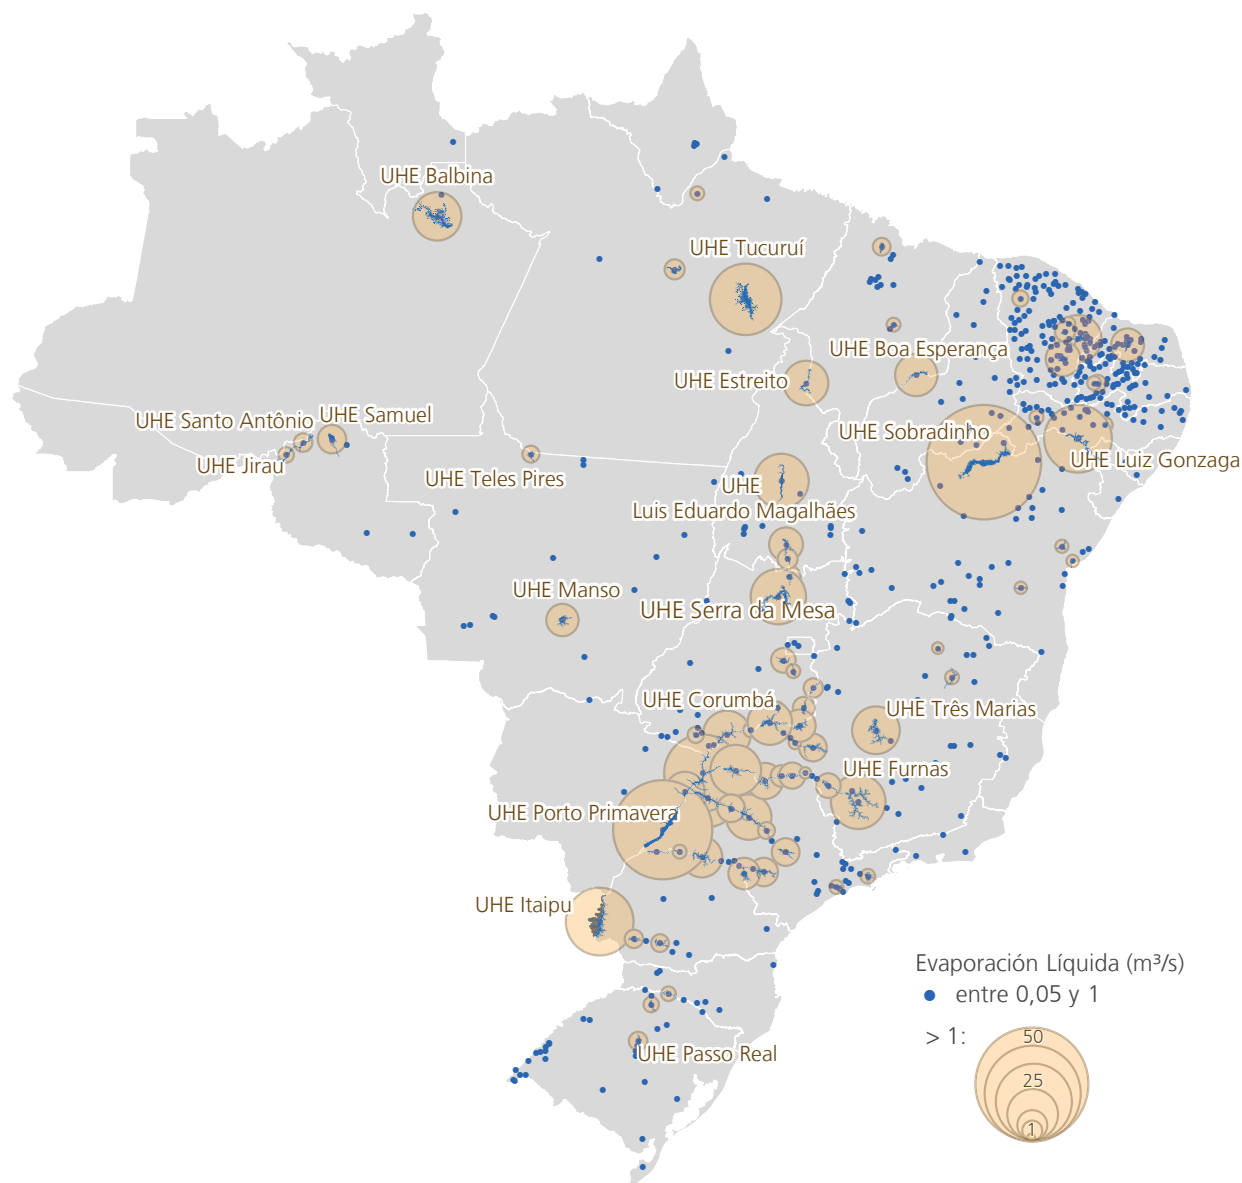 UHE Balbina
UHE Tucuruí
UHE Boa Esperança
UHE Estreito
UHE Santo Antônio
UHE Samuel
UHE Sobradinho
UHE Jirau
UHE Luiz Gonzaga
UHE Teles Pires
UHE
Luis Eduardo Magalhães
UHE Manso
UHE Serra da Mesa
UHE Corumbá
UHE Três Marias
UHE Furnas
UHE Porto Primavera
UHE Itaipu
Evaporación Líquida (m³/s)
entre 0,05 y 1
> 1:
50
25
1
UHE Passo Real